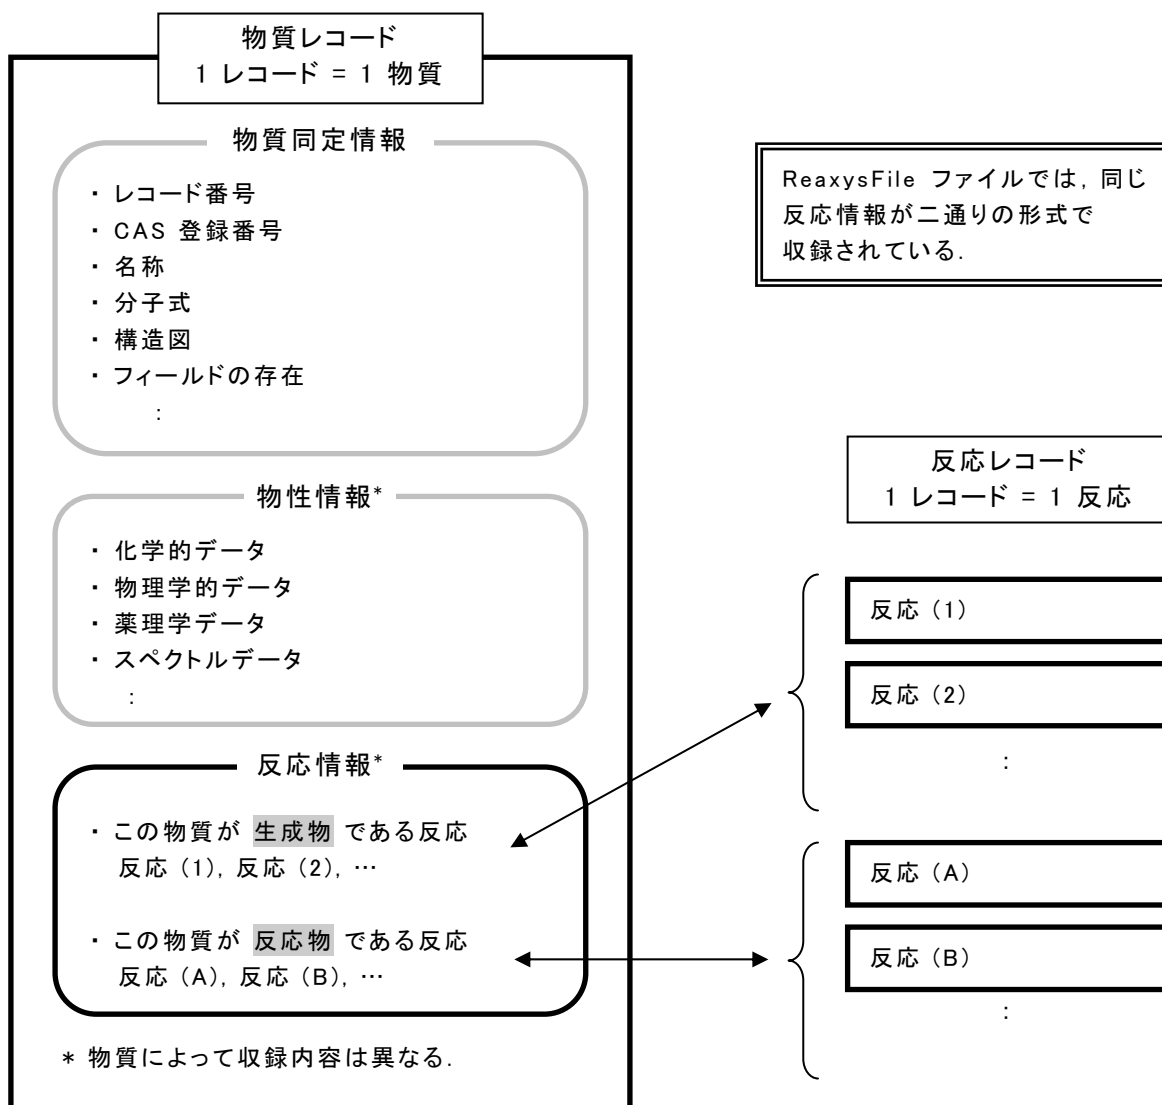 物質レコード
1 レコード = 1 物質
物質同定情報
・ レコード番号
・ CAS 登録番号
・ 名称
・ 分子式
・ 構造図
・ フィールドの存在
:
物性情報*
・ 化学的データ
・ 物理学的データ
・ 薬理学データ
・ スペクトルデータ
:
反応情報*
・ この物質が 生成物 である反応
反応 (1), 反応 (2), …
・ この物質が 反応物 である反応
反応 (A), 反応 (B), …
* 物質によって収録内容は異なる.
ReaxysFile ファイルでは, 同じ
反応情報が二通りの形式で
収録されている.
反応レコード
1 レコード = 1 反応
反応 (1)
反応 (2)
:
反応 (A)
反応 (B)
: